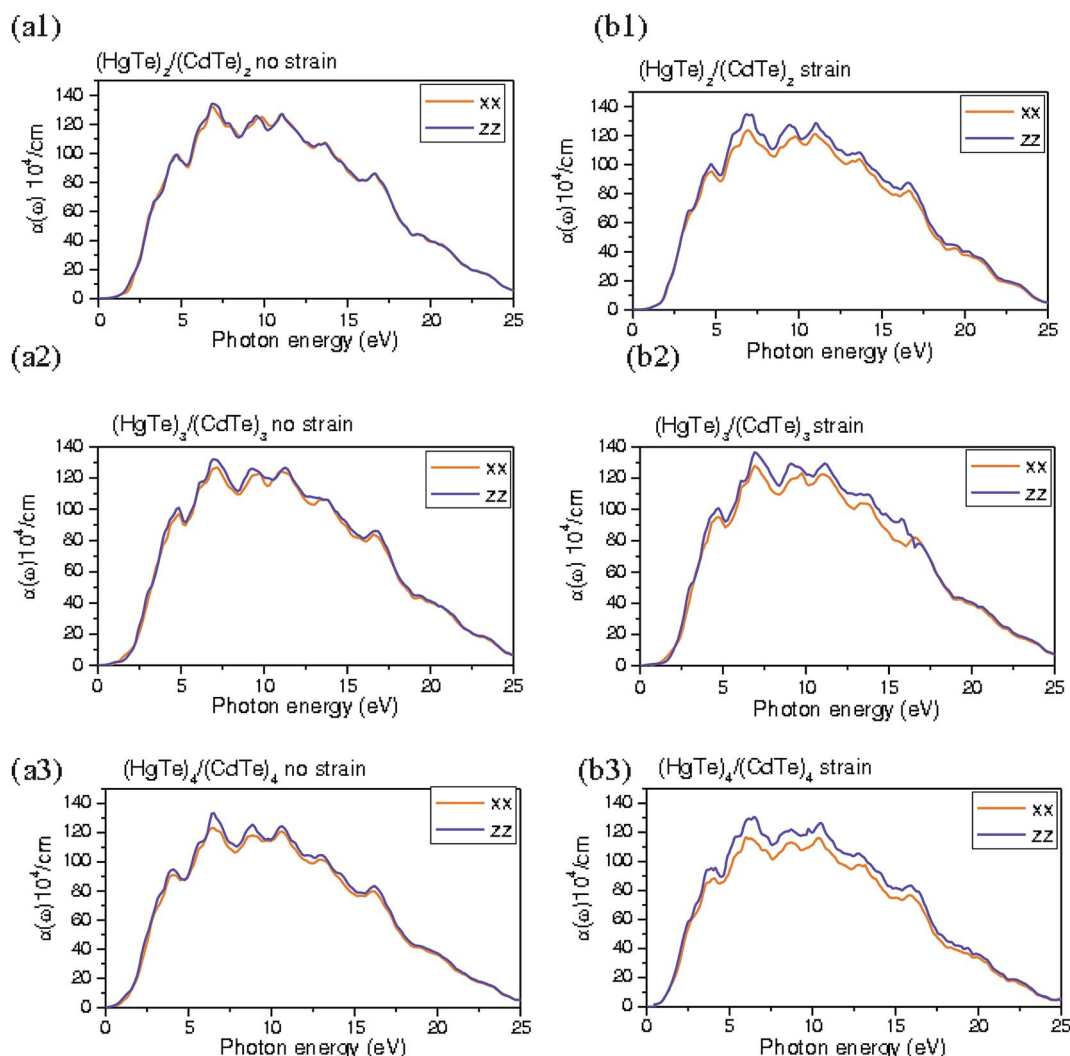 (a1)
(HgTe)₂/(CdTe)₂ no strain
140
120
100
80
60
40
20
0
α(ω) 10⁴/cm
xx
zz
0 5 10 15 20 25
Photon energy (eV)
(b1)
(HgTe)₂/(CdTe)₂ strain
140
120
100
80
60
40
20
0
α(ω) 10⁴/cm
xx
zz
0 5 10 15 20 25
Photon energy (eV)
(a2)
(HgTe)₃/(CdTe)₃ no strain
140
120
100
80
60
40
20
0
α(ω)10⁴/cm
xx
zz
0 5 10 15 20 25
Photon energy (eV)
(b2)
(HgTe)₃/(CdTe)₃ strain
140
120
100
80
60
40
20
0
α(ω) 10⁴/cm
xx
zz
0 5 10 15 20 25
Photon energy (eV)
(a3)
(HgTe)₄/(CdTe)₄ no strain
140
120
100
80
60
40
20
0
α(ω)10⁴/cm
xx
zz
0 5 10 15 20 25
Photon energy (eV)
(b3)
(HgTe)₄/(CdTe)₄ strain
140
120
100
80
60
40
20
0
α(ω)10⁴/cm
xx
zz
0 5 10 15 20 25
Photon energy (eV)